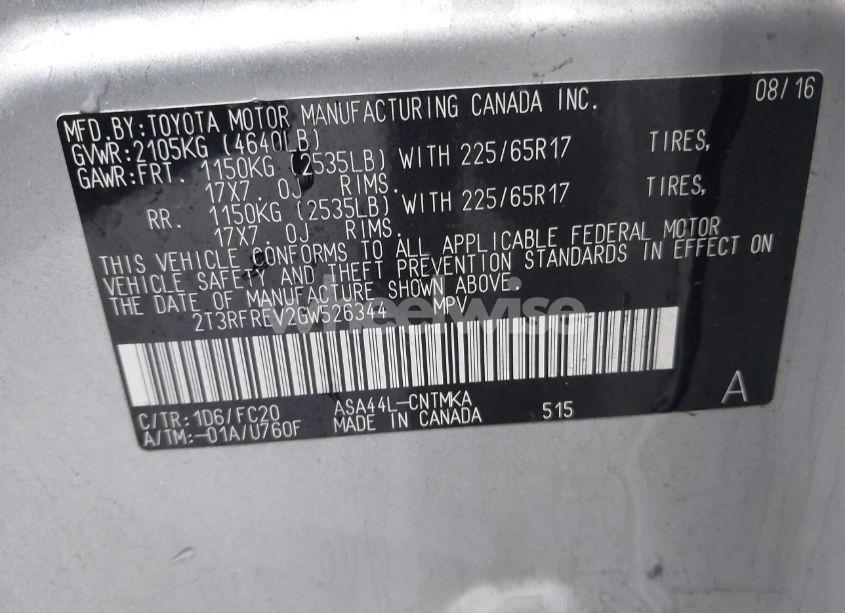 08/16
MFD.BY:TOYOTA MOTOR MANUFACTURING CANADA INC.
GVWR:2105KG (4640LB)
GAWR:FRT. 1150KG (2535LB) WITH 225/65R17 TIRES,
17X7.0J RIMS.
RR. 1150KG (2535LB) WITH 225/65R17 TIRES,
17X7.0J RIMS.
THIS VEHICLE CONFORMS TO ALL APPLICABLE FEDERAL MOTOR
VEHICLE SAFETY AND THEFT PREVENTION STANDARDS IN EFFECT ON
THE DATE OF MANUFACTURE SHOWN ABOVE.
2T3RFREV2GW526344 MPV
wheelwise
C/TR:1D6/FC20 ASA44L-CNTMKA
A/TM:-01A/U760F MADE IN CANADA 515 A